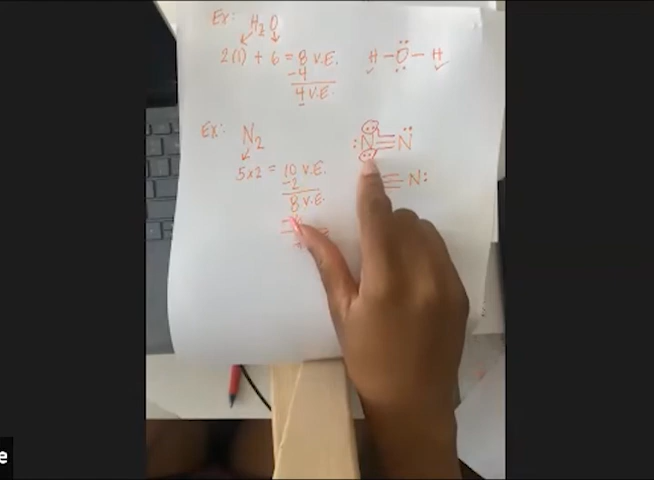 Ex: H2O
2(1) + 6 = 8 V.E.
-4
4 V.E.
H - O - H
Ex: N2
5x2 = 10 V.E.
-2
8 V.E.
:N≡N
≡N:
e